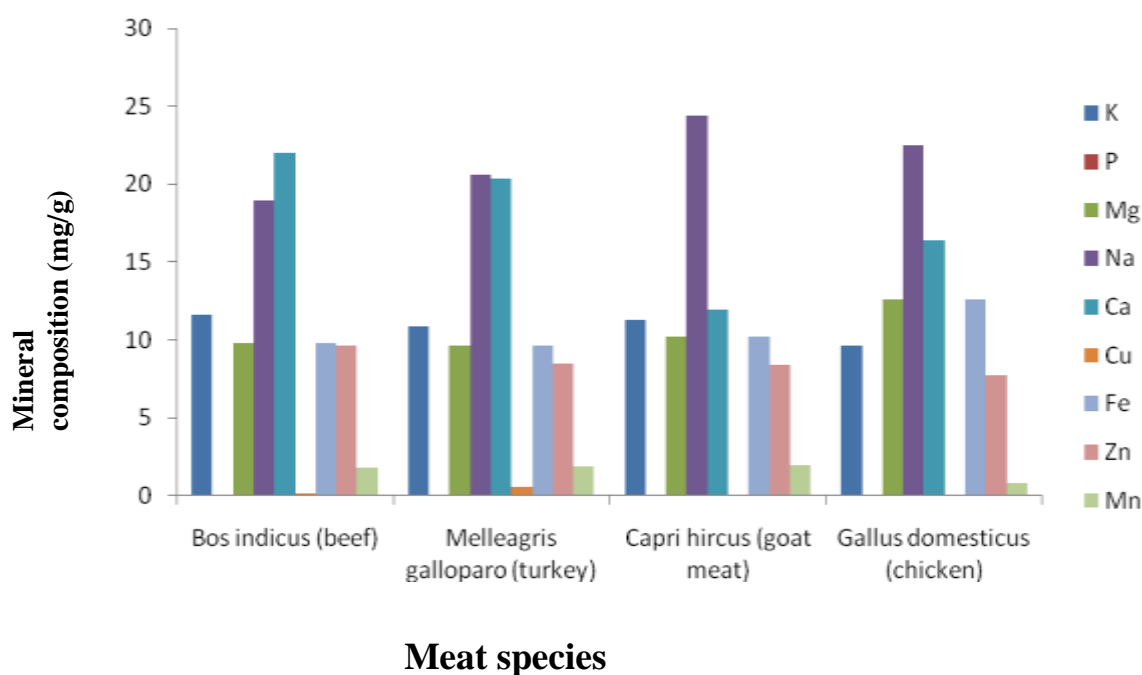 30
25
20
15
10
5
0
Mineral
composition (mg/g)
Bos indicus (beef)
Melleagris
galloparo (turkey)
Capri hircus (goat
meat)
Gallus domesticus
(chicken)
Meat species
K
P
Mg
Na
Ca
Cu
Fe
Zn
Mn